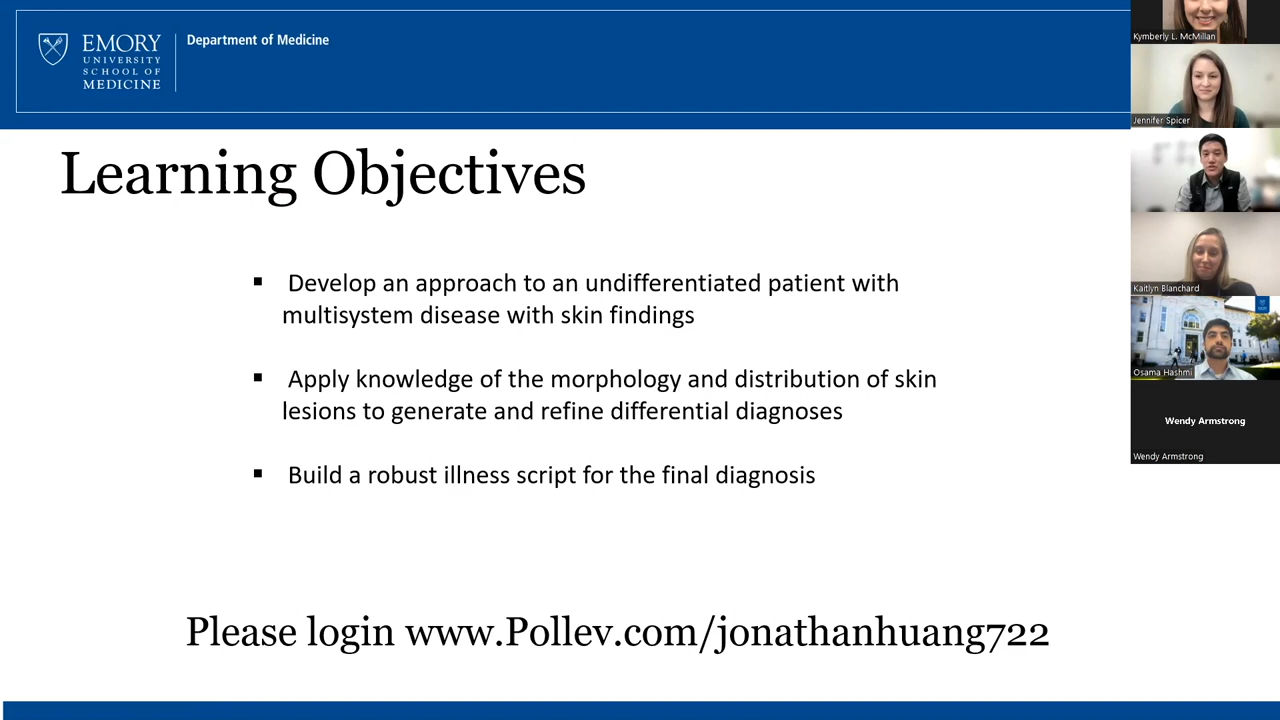 EMORY
UNIVERSITY
SCHOOL OF
MEDICINE
Department of Medicine
Learning Objectives
▪ Develop an approach to an undifferentiated patient with
multisystem disease with skin findings
▪ Apply knowledge of the morphology and distribution of skin
lesions to generate and refine differential diagnoses
▪ Build a robust illness script for the final diagnosis
Please login www.Pollev.com/jonathanhuang722
Kymberly L. McMillan
Jennifer Spicer
Kaitlyn Blanchard
Osama Hashmi
Wendy Armstrong
Wendy Armstrong